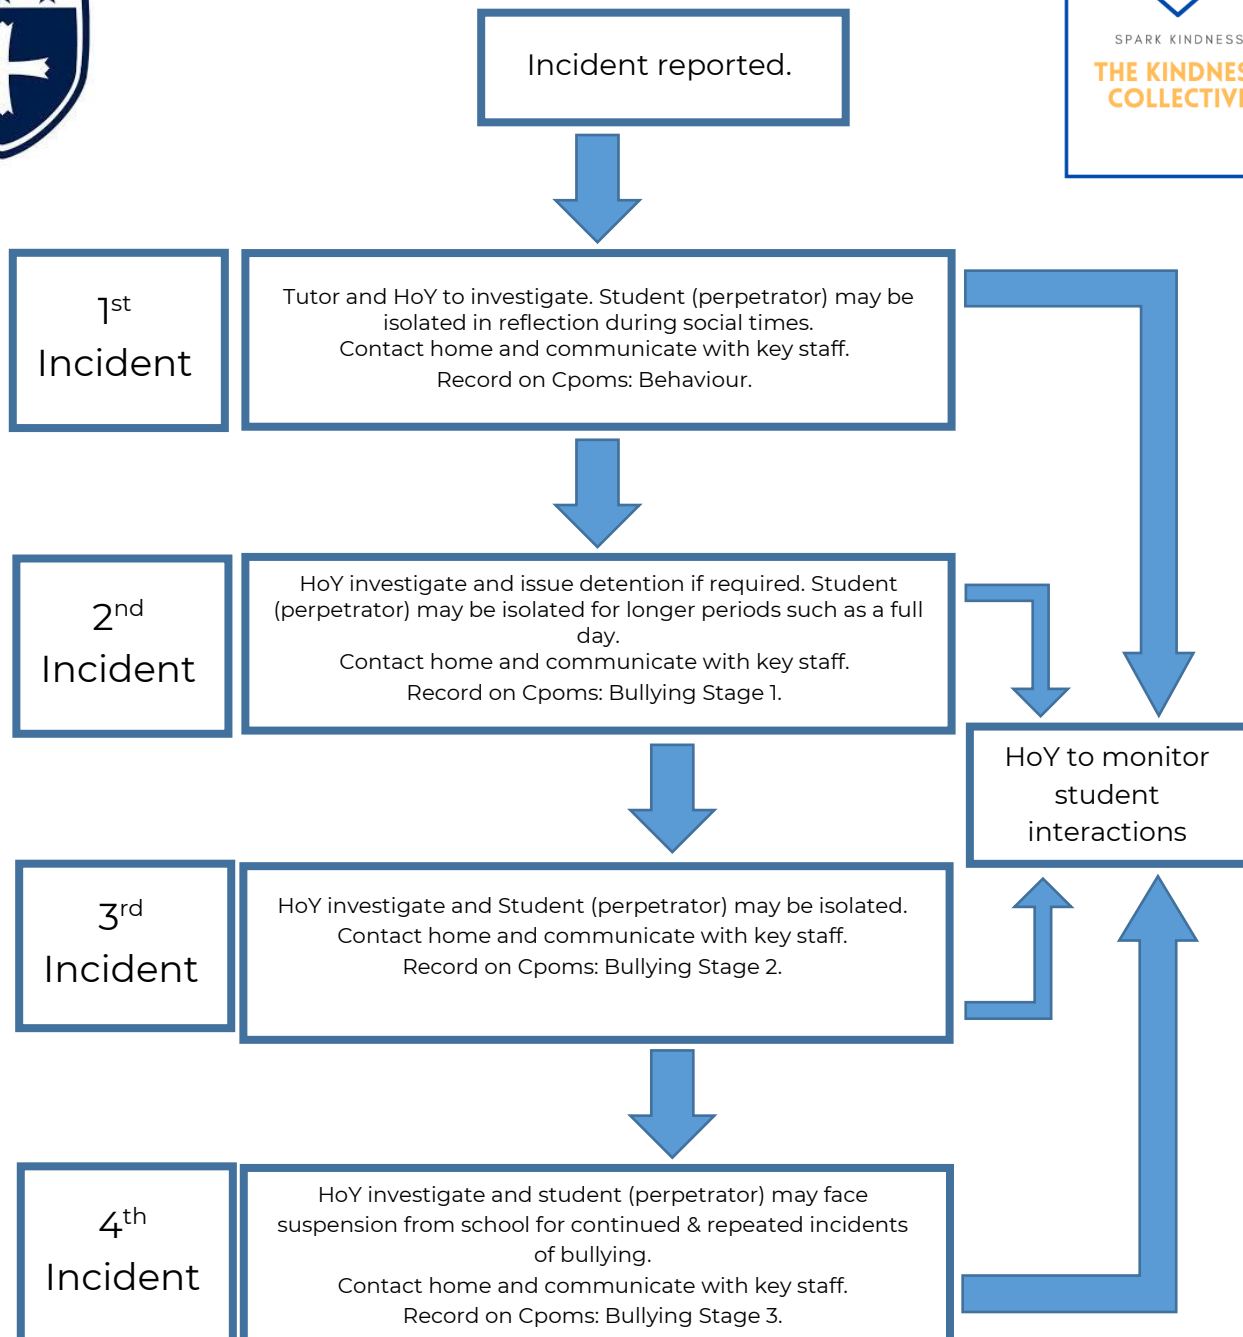 Incident reported.
SPARK KINDNESS
THE KINDNES
COLLECTIV
1st
Incident
Tutor and HoY to investigate. Student (perpetrator) may be
isolated in reflection during social times.
Contact home and communicate with key staff.
Record on Cpoms: Behaviour.
2nd
Incident
HoY investigate and issue detention if required. Student
(perpetrator) may be isolated for longer periods such as a full
day.
Contact home and communicate with key staff.
Record on Cpoms: Bullying Stage 1.
HoY to monitor
student
interactions
3rd
Incident
HoY investigate and Student (perpetrator) may be isolated.
Contact home and communicate with key staff.
Record on Cpoms: Bullying Stage 2.
4th
Incident
HoY investigate and student (perpetrator) may face
suspension from school for continued & repeated incidents
of bullying.
Contact home and communicate with key staff.
Record on Cpoms: Bullying Stage 3.